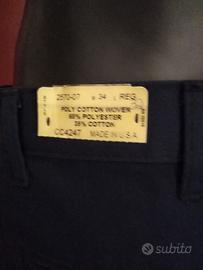 2570-07 W 34 L REG
POLY COTTON WOVEN
65% POLYESTER
35% COTTON
CC4247 MADE IN U.S.A
subito